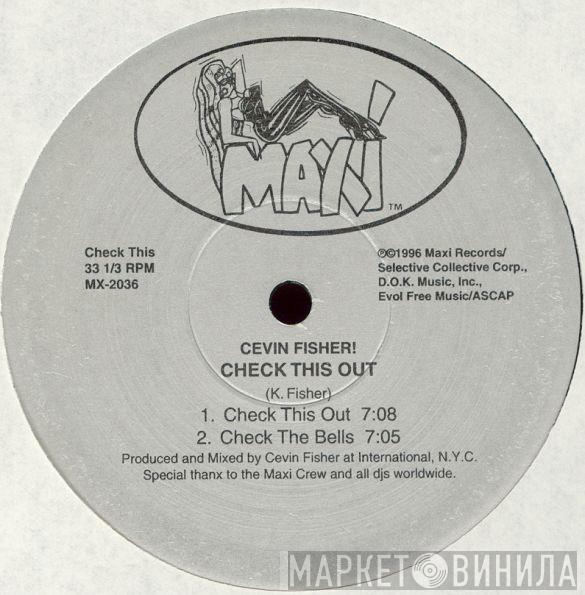 MAXI
TM
Check This
33 1/3 RPM
MX-2036
℗©1996 Maxi Records/
Selective Collective Corp.,
D.O.K. Music, Inc.,
Evol Free Music/ASCAP
CEVIN FISHER!
CHECK THIS OUT
(K. Fisher)
1. Check This Out 7:08
2. Check The Bells 7:05
Produced and Mixed by Cevin Fisher at International, N.Y.C.
Special thanx to the Maxi Crew and all djs worldwide.
МАРКЕТ ВИНИЛА